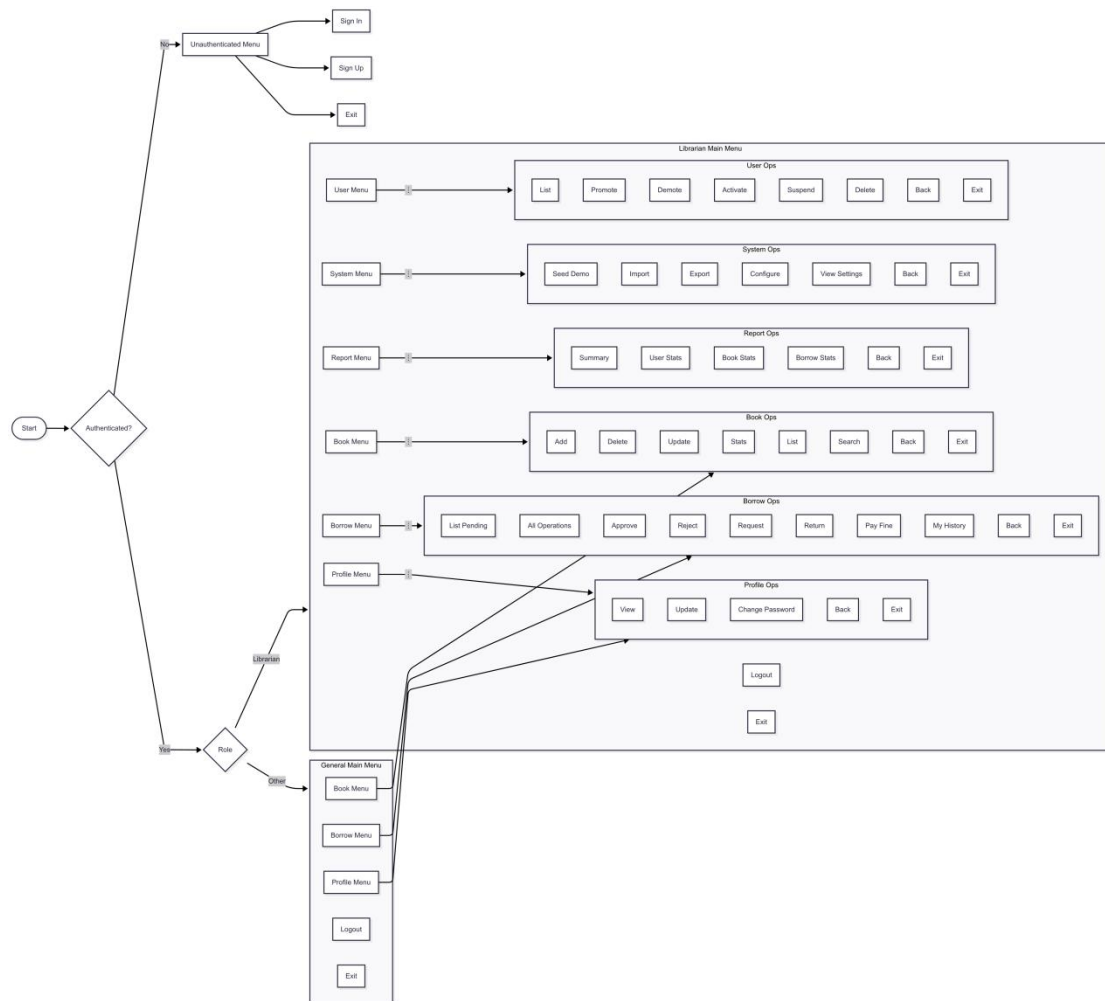 Sign In
No
Unauthenticated Menu
Sign Up
Exit
Librarian Main Menu
User Ops
User Menu
:
List
Promote
Demote
Activate
Suspend
Delete
Back
Exit
System Ops
System Menu
:
Seed Demo
Import
Export
Configure
View Settings
Back
Exit
Report Ops
Report Menu
:
Summary
User Stats
Book Stats
Borrow Stats
Back
Exit
Start
Authenticated?
Book Ops
Book Menu
:
Add
Delete
Update
Stats
List
Search
Back
Exit
Borrow Ops
Borrow Menu
:
List Pending
All Operations
Approve
Reject
Request
Return
Pay Fine
My History
Back
Exit
Profile Menu
:
Profile Ops
View
Update
Change Password
Back
Exit
Librarian
Logout
Exit
Yes
Role
Other
General Main Menu
Book Menu
Borrow Menu
Profile Menu
Logout
Exit